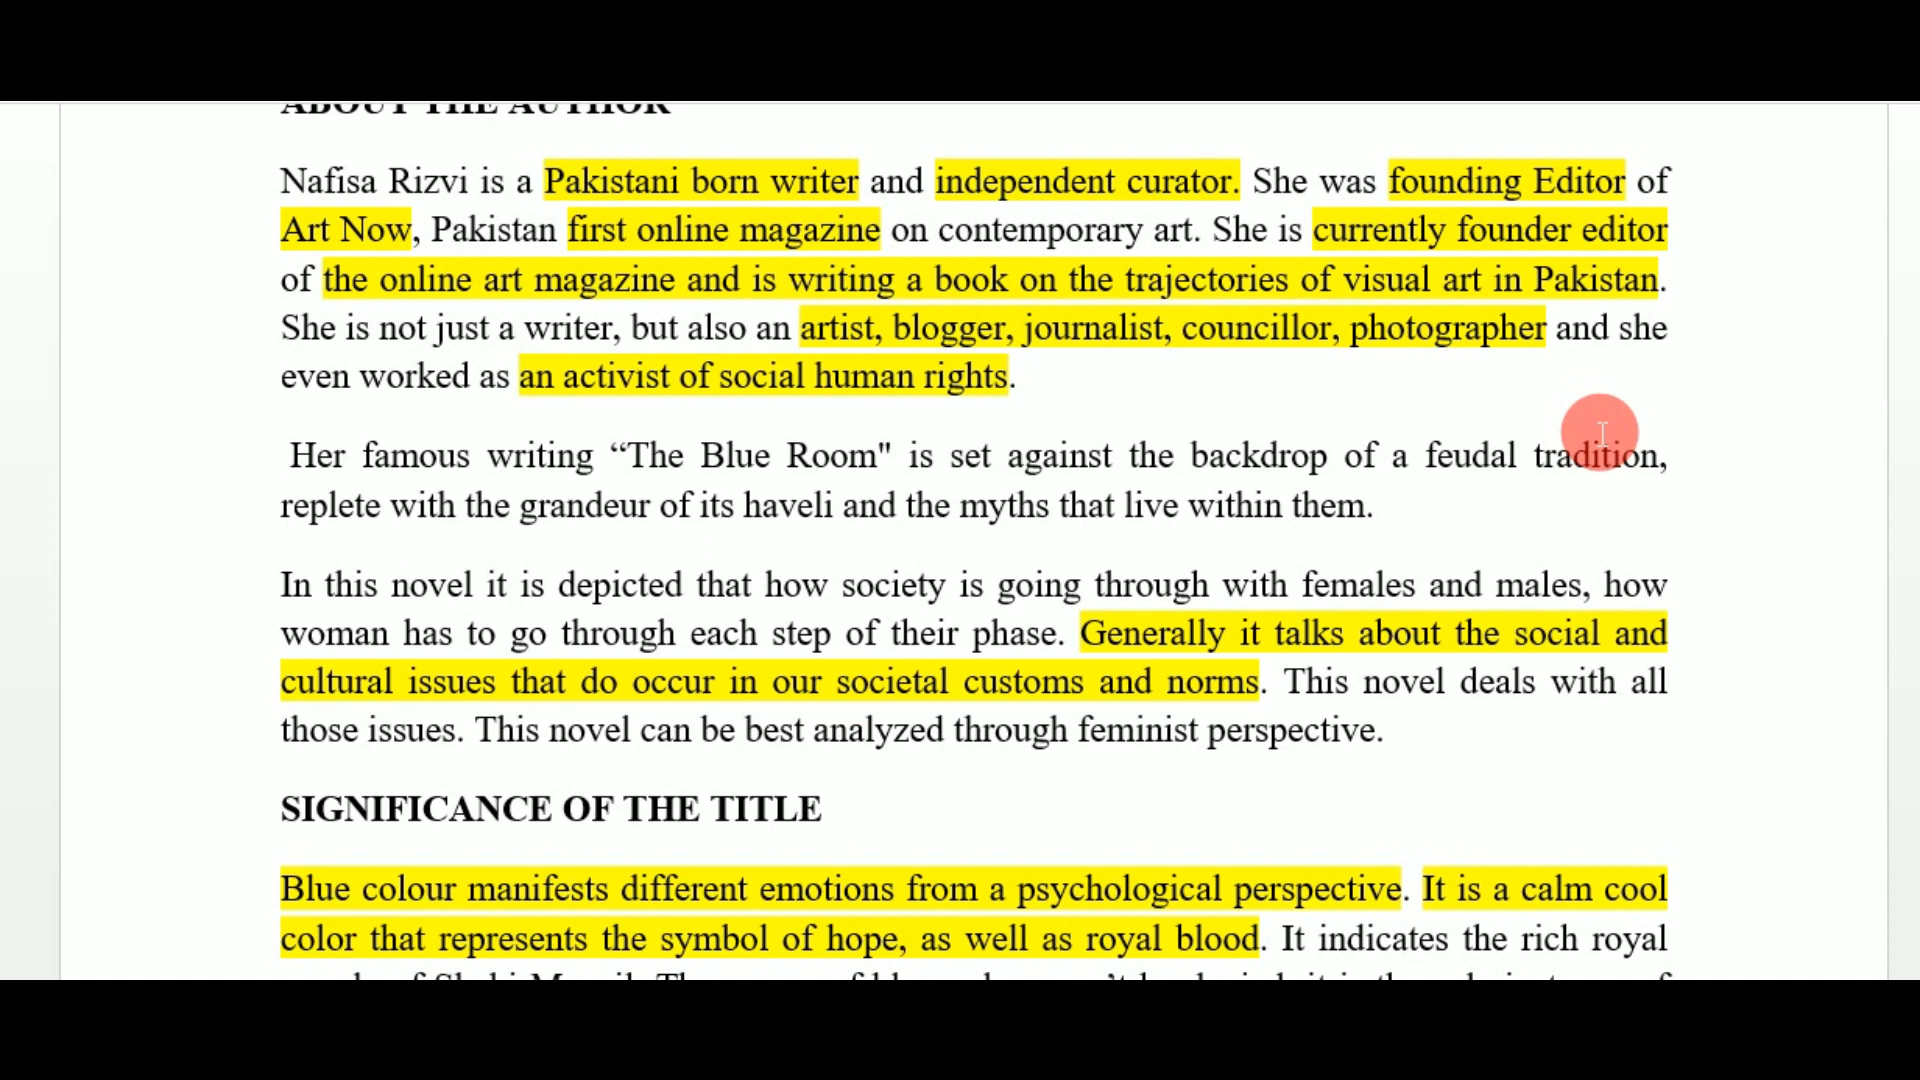 ABOUT THE AUTHOR
Nafisa Rizvi is a Pakistani born writer and independent curator. She was founding Editor of
Art Now, Pakistan first online magazine on contemporary art. She is currently founder editor
of the online art magazine and is writing a book on the trajectories of visual art in Pakistan.
She is not just a writer, but also an artist, blogger, journalist, councillor, photographer and she
even worked as an activist of social human rights.
Her famous writing “The Blue Room" is set against the backdrop of a feudal tradition,
replete with the grandeur of its haveli and the myths that live within them.
In this novel it is depicted that how society is going through with females and males, how
woman has to go through each step of their phase. Generally it talks about the social and
cultural issues that do occur in our societal customs and norms. This novel deals with all
those issues. This novel can be best analyzed through feminist perspective.
SIGNIFICANCE OF THE TITLE
Blue colour manifests different emotions from a psychological perspective. It is a calm cool
color that represents the symbol of hope, as well as royal blood. It indicates the rich royal